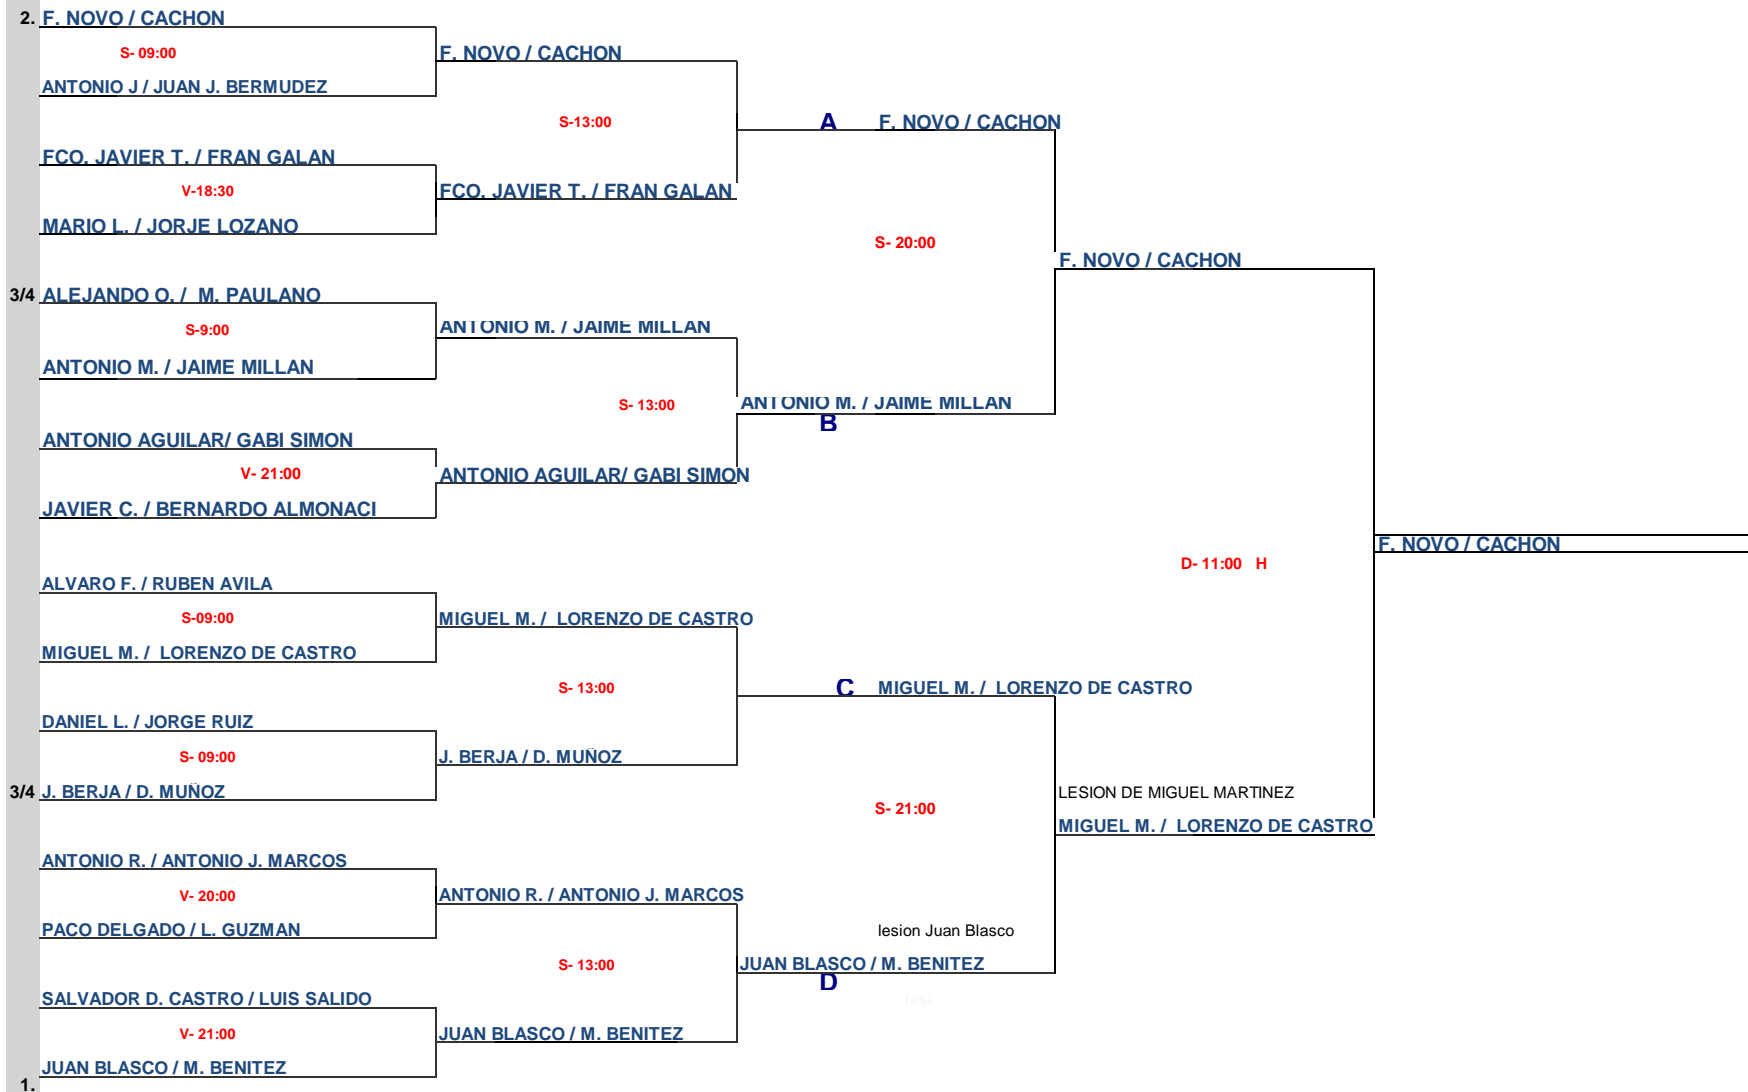 2. F. NOVO / CACHON
S- 09:00
F. NOVO / CACHON
ANTONIO J / JUAN J. BERMUDEZ
S-13:00
A F. NOVO / CACHON
FCO. JAVIER T. / FRAN GALAN
V-18:30
FCO. JAVIER T. / FRAN GALAN
MARIO L. / JORJE LOZANO
S- 20:00
F. NOVO / CACHON
3/4 ALEJANDO O. / M. PAULANO
S-9:00
ANTONIO M. / JAIME MILLAN
ANTONIO M. / JAIME MILLAN
S- 13:00
ANTONIO M. / JAIME MILLAN
B
ANTONIO AGUILAR/ GABI SIMON
V- 21:00
ANTONIO AGUILAR/ GABI SIMON
JAVIER C. / BERNARDO ALMONACI
F. NOVO / CACHON
D- 11:00 H
ALVARO F. / RUBEN AVILA
S-09:00
MIGUEL M. / LORENZO DE CASTRO
MIGUEL M. / LORENZO DE CASTRO
S- 13:00
C MIGUEL M. / LORENZO DE CASTRO
DANIEL L. / JORGE RUIZ
S- 09:00
J. BERJA / D. MUÑOZ
3/4 J. BERJA / D. MUÑOZ
LESION DE MIGUEL MARTINEZ
S- 21:00
MIGUEL M. / LORENZO DE CASTRO
ANTONIO R. / ANTONIO J. MARCOS
V- 20:00
ANTONIO R. / ANTONIO J. MARCOS
PACO DELGADO / L. GUZMAN
lesion Juan Blasco
S- 13:00
JUAN BLASCO / M. BENITEZ
D
SALVADOR D. CASTRO / LUIS SALIDO
V- 21:00
JUAN BLASCO / M. BENITEZ
JUAN BLASCO / M. BENITEZ
1.